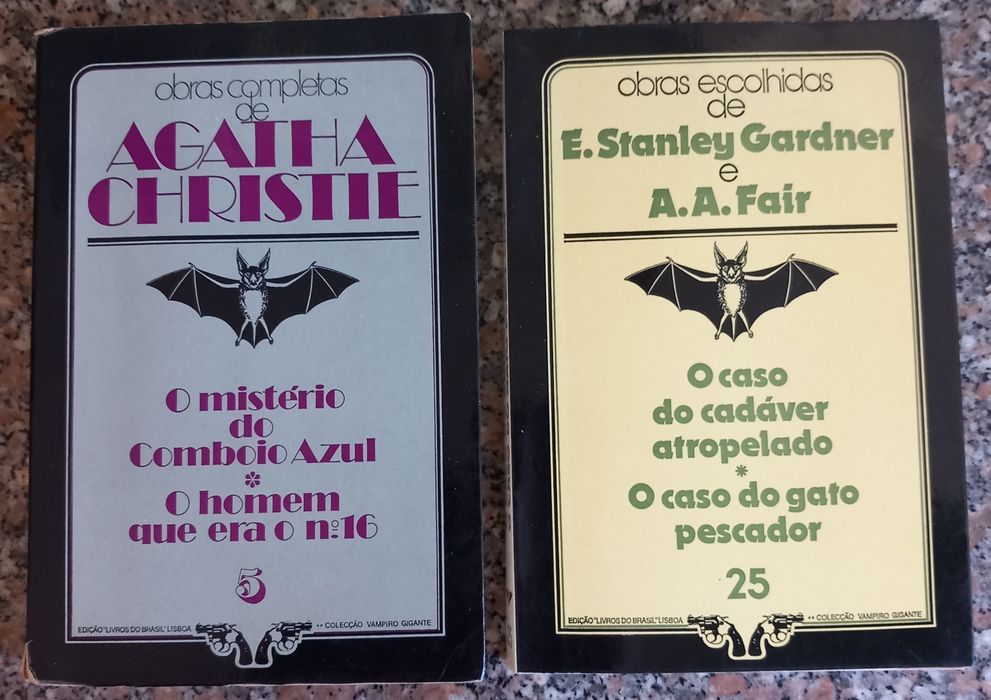 obras completas
de
AGATHA
CHRISTIE
O mistério
do
Comboio Azul
*
O homem
que era o nº.16
5
EDIÇÃO "LIVROS DO BRASIL" LISBOA
** COLECÇÃO VAMPIRO GIGANTE
obras escolhidas
de
E. Stanley Gardner
e
A.A. Fair
O caso
do cadáver
atropelado
*
O caso do gato
pescador
25
EDIÇÃO "LIVROS DO BRASIL" LISBOA
** COLECÇÃO VAMPIRO GIGANTE